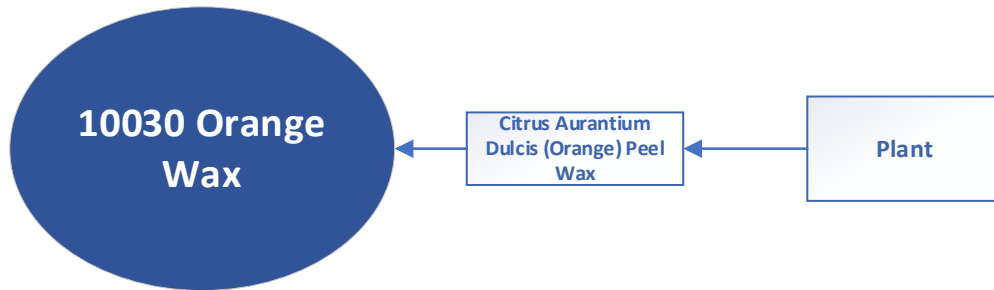 10030 Orange
Wax
Citrus Aurantium
Dulcis (Orange) Peel
Wax
Plant